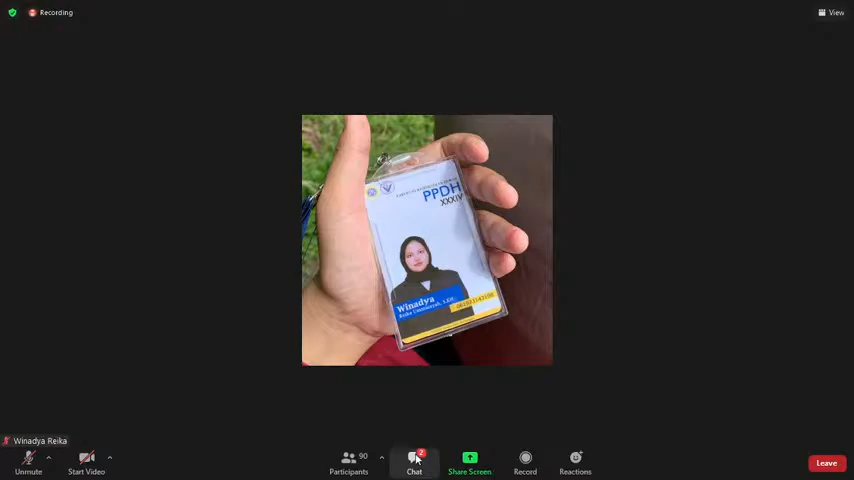 Recording
View
PPDH
XXXIV
Winadya
Winadya Reika
90
2
Unmute
Start Video
Participants
Chat
Share Screen
Record
Reactions
Leave